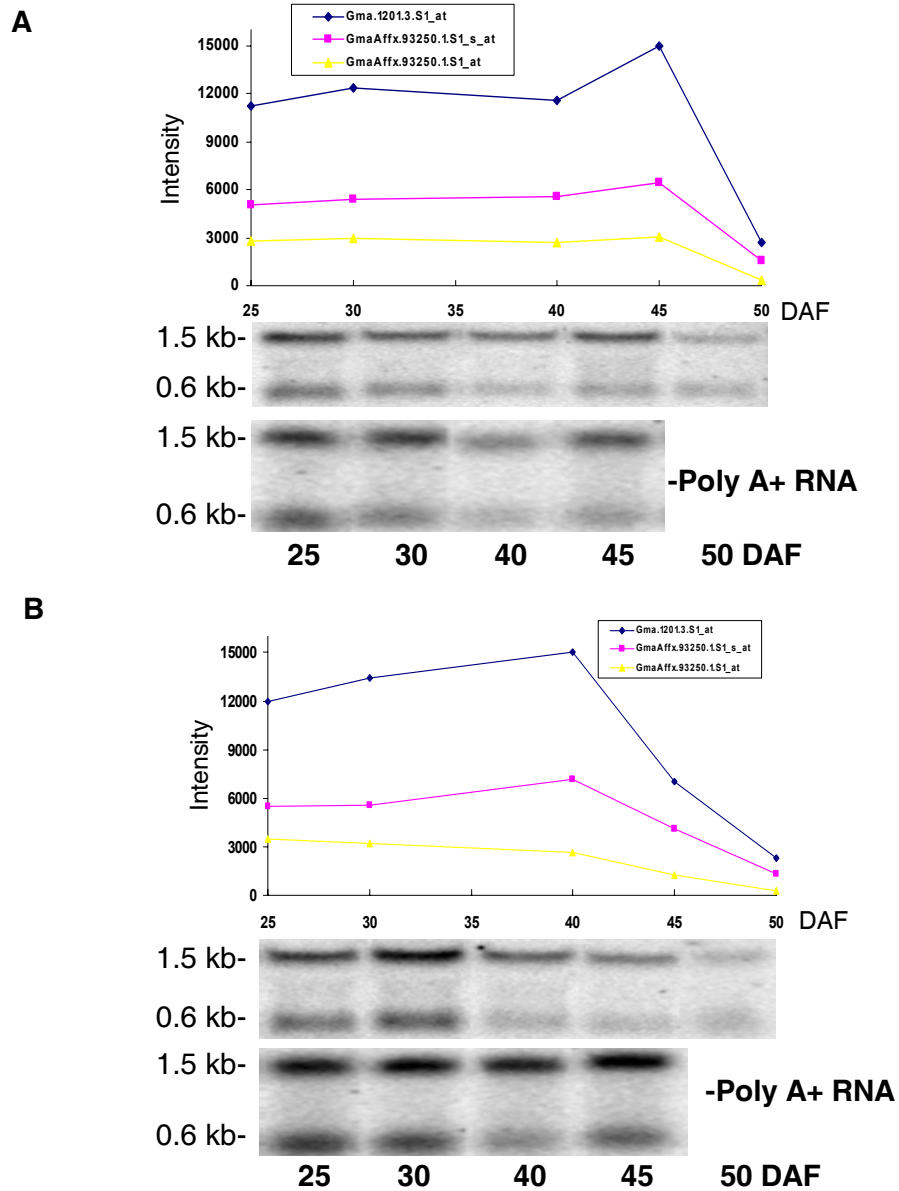 A
Gma.1201.3.S1_at
GmaAffx.93250.1.S1_s_at
GmaAffx.93250.1.S1_at
15000
12000
9000
6000
3000
0
Intensity
25 30 35 40 45 50 DAF
1.5 kb-
0.6 kb-
1.5 kb-
-Poly A+ RNA
0.6 kb-
25 30 40 45 50 DAF
B
Gma.1201.3.S1_at
GmaAffx.93250.1.S1_s_at
GmaAffx.93250.1.S1_at
15000
12000
9000
6000
3000
0
Intensity
25 30 35 40 45 50 DAF
1.5 kb-
0.6 kb-
1.5 kb-
-Poly A+ RNA
0.6 kb-
25 30 40 45 50 DAF